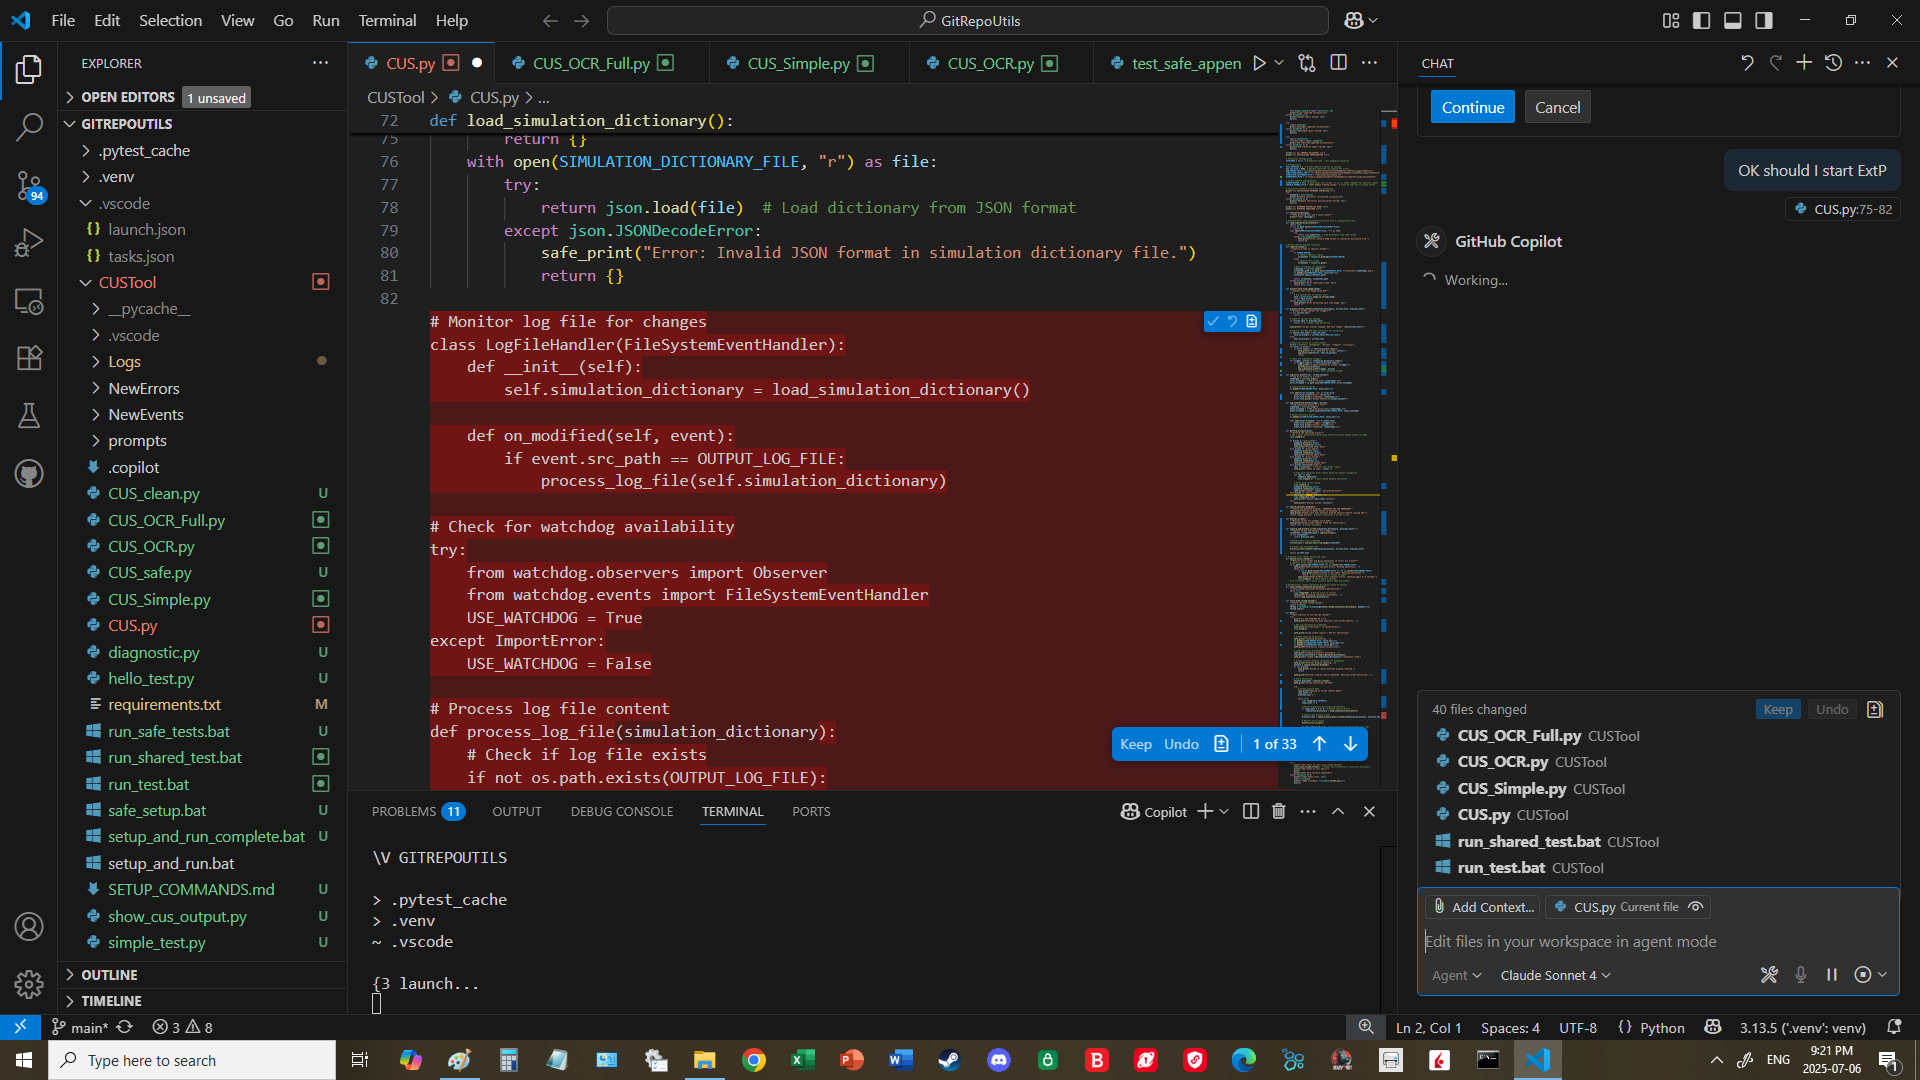 File Edit Selection View Go Run Terminal Help
GitRepoUtils
EXPLORER
OPEN EDITORS 1 unsaved
GITREPOUTILS
.pytest_cache
.venv
.vscode
launch.json
tasks.json
CUSTool
__pycache__
.vscode
Logs
NewErrors
NewEvents
prompts
.copilot
CUS_clean.py U
CUS_OCR_Full.py
CUS_OCR.py
CUS_safe.py U
CUS_Simple.py
CUS.py
diagnostic.py U
hello_test.py U
requirements.txt M
run_safe_tests.bat U
run_shared_test.bat
run_test.bat
safe_setup.bat U
setup_and_run_complete.bat U
setup_and_run.bat
SETUP_COMMANDS.md U
show_cus_output.py U
simple_test.py U
OUTLINE
TIMELINE
94
CUS.py CUS_OCR_Full.py CUS_Simple.py CUS_OCR.py test_safe_appen
CUSTool > CUS.py > ...
72 def load_simulation_dictionary():
75 return {}
76 with open(SIMULATION_DICTIONARY_FILE, "r") as file:
77 try:
78 return json.load(file)  # Load dictionary from JSON format
79 except json.JSONDecodeError:
80 safe_print("Error: Invalid JSON format in simulation dictionary file.")
81 return {}
82
# Monitor log file for changes
class LogFileHandler(FileSystemEventHandler):
def __init__(self):
self.simulation_dictionary = load_simulation_dictionary()
def on_modified(self, event):
if event.src_path == OUTPUT_LOG_FILE:
process_log_file(self.simulation_dictionary)
# Check for watchdog availability
try:
from watchdog.observers import Observer
from watchdog.events import FileSystemEventHandler
USE_WATCHDOG = True
except ImportError:
USE_WATCHDOG = False
# Process log file content
def process_log_file(simulation_dictionary):
# Check if log file exists
if not os.path.exists(OUTPUT_LOG_FILE):
Keep Undo 1 of 33
PROBLEMS 11 OUTPUT DEBUG CONSOLE TERMINAL PORTS
Copilot
\V GITREPOUTILS
> .pytest_cache
> .venv
~ .vscode
{3 launch...
CHAT
Continue Cancel
OK should I start ExtP
CUS.py:75-82
GitHub Copilot
Working...
40 files changed Keep Undo
CUS_OCR_Full.py CUSTool
CUS_OCR.py CUSTool
CUS_Simple.py CUSTool
CUS.py CUSTool
run_shared_test.bat CUSTool
run_test.bat CUSTool
Add Context... CUS.py Current file
Edit files in your workspace in agent mode
Agent Claude Sonnet 4
main* 3 8
Ln 2, Col 1 Spaces: 4 UTF-8 {} Python 3.13.5 ('.venv': venv)
Type here to search
ENG
9:21 PM
2025-07-06
1